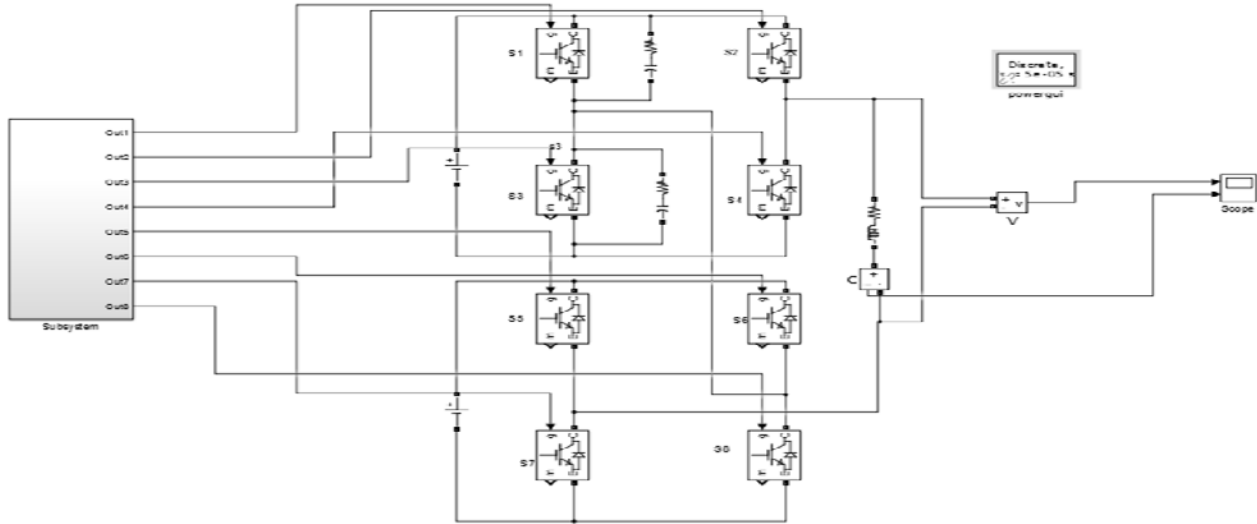 S1
S2
Discrete,
powergui
Out1
Out2
s3
Out3
S3
Out4
S4
Out5
Out6
Out7
Out8
Subsystem
Scope
+
- v
V
C
S5
S6
S7